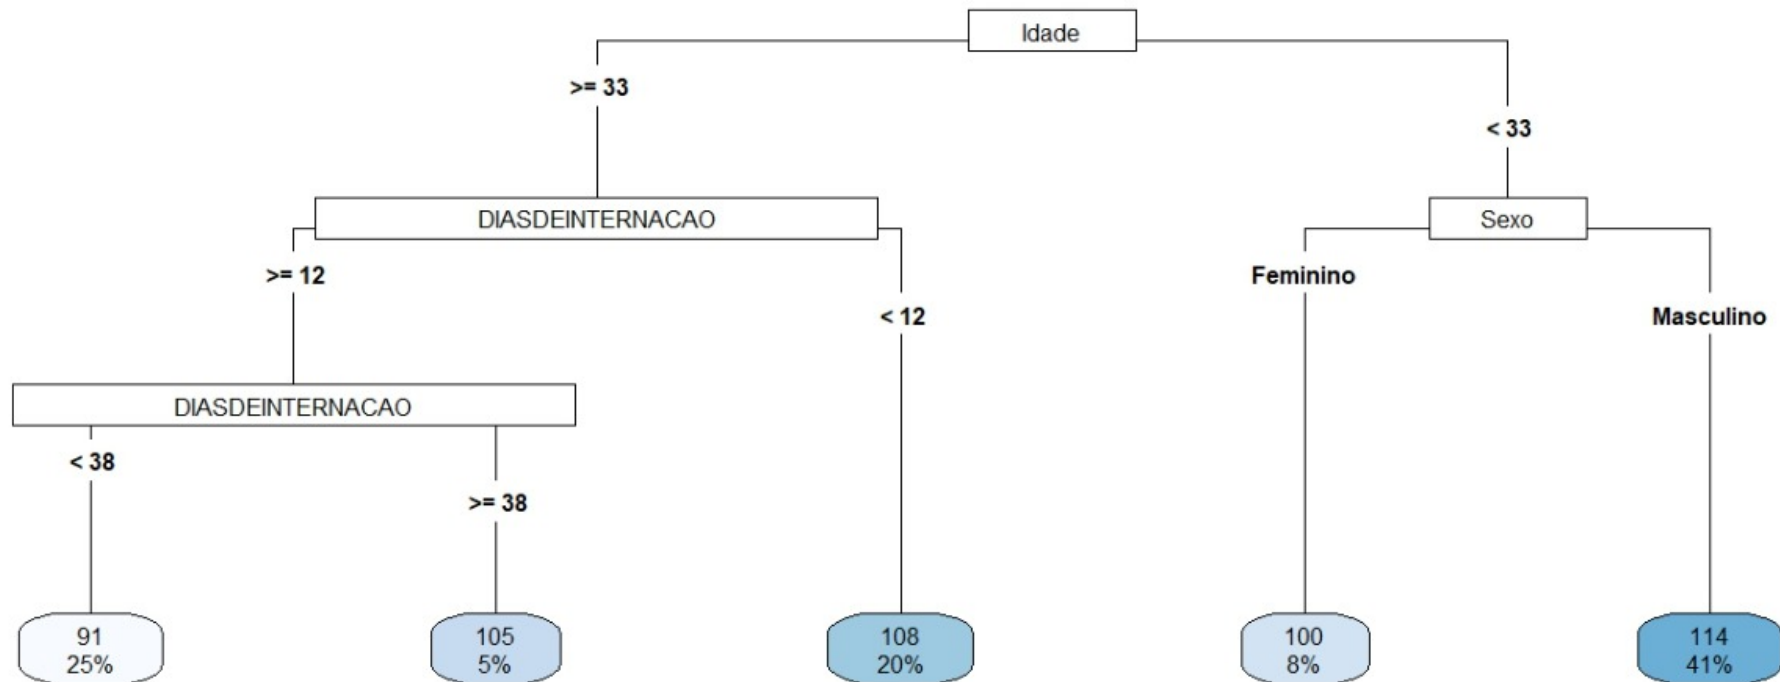 Idade
>= 33
< 33
DIASDEINTERNACAO
Sexo
>= 12
Feminino
< 12
Masculino
DIASDEINTERNACAO
< 38
>= 38
91
25%
105
5%
108
20%
100
8%
114
41%